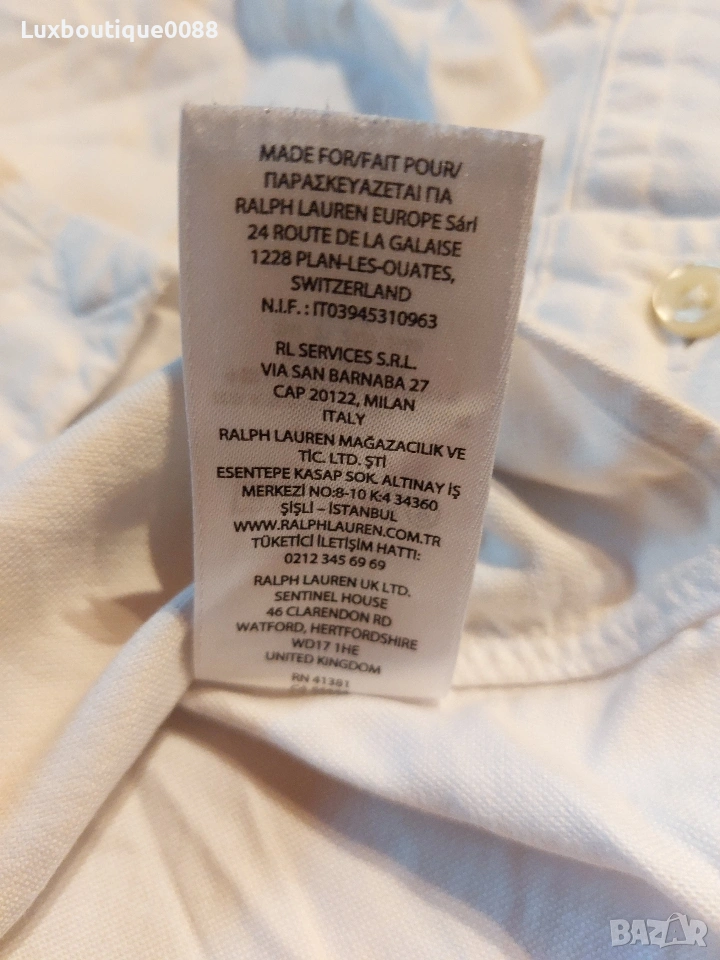 Luxboutique0088
MADE FOR/FAIT POUR/
ΠΑΡΑΣΚΕΥΑΖΕΤΑΙ ΓΙΑ
RALPH LAUREN EUROPE Sárl
24 ROUTE DE LA GALAISE
1228 PLAN-LES-OUATES,
SWITZERLAND
N.I.F. : IT03945310963
RL SERVICES S.R.L.
VIA SAN BARNABA 27
CAP 20122, MILAN
ITALY
RALPH LAUREN MAĞAZACILIK VE
TİC. LTD. ŞTİ
ESENTEPE KASAP SOK. ALTINAY İŞ
MERKEZİ NO:8-10 K:4 34360
ŞİŞLİ – İSTANBUL
WWW.RALPHLAUREN.COM.TR
TÜKETİCİ İLETİŞİM HATTI:
0212 345 69 69
RALPH LAUREN UK LTD.
SENTINEL HOUSE
46 CLARENDON RD
WATFORD, HERTFORDSHIRE
WD17 1HE
UNITED KINGDOM
RN 41381
BAZAR